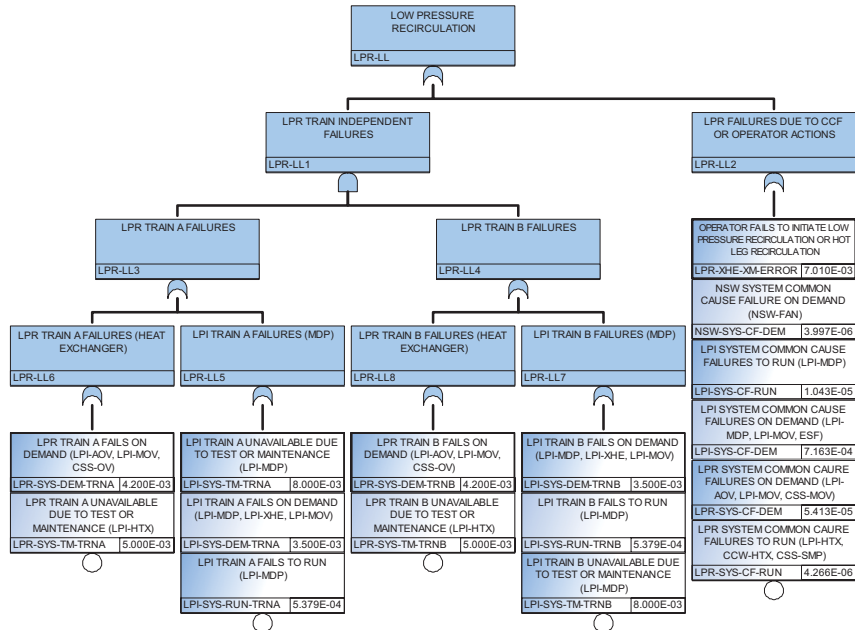 LOW PRESSURE
RECIRCULATION
LPR-LL
LPR TRAIN INDEPENDENT
FAILURES
LPR-LL1
LPR FAILURES DUE TO CCF
OR OPERATOR ACTIONS
LPR-LL2
LPR TRAIN A FAILURES
LPR-LL3
LPR TRAIN B FAILURES
LPR-LL4
LPR TRAIN A FAILURES (HEAT
EXCHANGER)
LPR-LL6
LPI TRAIN A FAILURES (MDP)
LPR-LL5
LPR TRAIN B FAILURES (HEAT
EXCHANGER)
LPR-LL8
LPI TRAIN B FAILURES (MDP)
LPR-LL7
LPR TRAIN A FAILS ON
DEMAND (LPI-AOV, LPI-MOV,
CSS-OV)
LPR-SYS-DEM-TRNA 4.200E-03
LPR TRAIN A UNAVAILABLE
DUE TO TEST OR
MAINTENANCE (LPI-HTX)
LPR-SYS-TM-TRNA 5.000E-03
LPI TRAIN A UNAVAILABLE DUE
TO TEST OR MAINTENANCE
(LPI-MDP)
LPI-SYS-TM-TRNA 8.000E-03
LPI TRAIN A FAILS ON DEMAND
(LPI-MDP, LPI-XHE, LPI-MOV)
LPI-SYS-DEM-TRNA 3.500E-03
LPI TRAIN A FAILS TO RUN
(LPI-MDP)
LPI-SYS-RUN-TRNA 5.379E-04
LPR TRAIN B FAILS ON
DEMAND (LPI-AOV, LPI-MOV,
CSS-OV)
LPR-SYS-DEM-TRNB 4.200E-03
LPR TRAIN B UNAVAILABLE
DUE TO TEST OR
MAINTENANCE (LPI-HTX)
LPR-SYS-TM-TRNB 5.000E-03
LPI TRAIN B FAILS ON DEMAND
(LPI-MDP, LPI-XHE, LPI-MOV)
LPI-SYS-DEM-TRNB 3.500E-03
LPI TRAIN B FAILS TO RUN
(LPI-MDP)
LPI-SYS-RUN-TRNB 5.379E-04
LPI TRAIN B UNAVAILABLE DUE
TO TEST OR MAINTENANCE
(LPI-MDP)
LPI-SYS-TM-TRNB 8.000E-03
OPERATOR FAILS TO INITIATE LOW
PRESSURE RECIRCULATION OR HOT
LEG RECIRCULATION
LPR-XHE-XM-ERROR 7.010E-03
NSW SYSTEM COMMON
CAUSE FAILURE ON DEMAND
(NSW-FAN)
NSW-SYS-CF-DEM 3.997E-06
LPI SYSTEM COMMON CAUSE
FAILURES TO RUN (LPI-MDP)
LPI-SYS-CF-RUN 1.043E-05
LPI SYSTEM COMMON CAUSE
FAILURES ON DEMAND (LPI-
MDP, LPI-MOV, ESF)
LPI-SYS-CF-DEM 7.163E-04
LPR SYSTEM COMMON CAURE
FAILURES ON DEMAND (LPI-
AOV, LPI-MOV, CSS-MOV)
LPR-SYS-CF-DEM 5.413E-05
LPR SYSTEM COMMON CAURE
FAILURES TO RUN (LPI-HTX,
CCW-HTX, CSS-SMP)
LPR-SYS-CF-RUN 4.266E-06